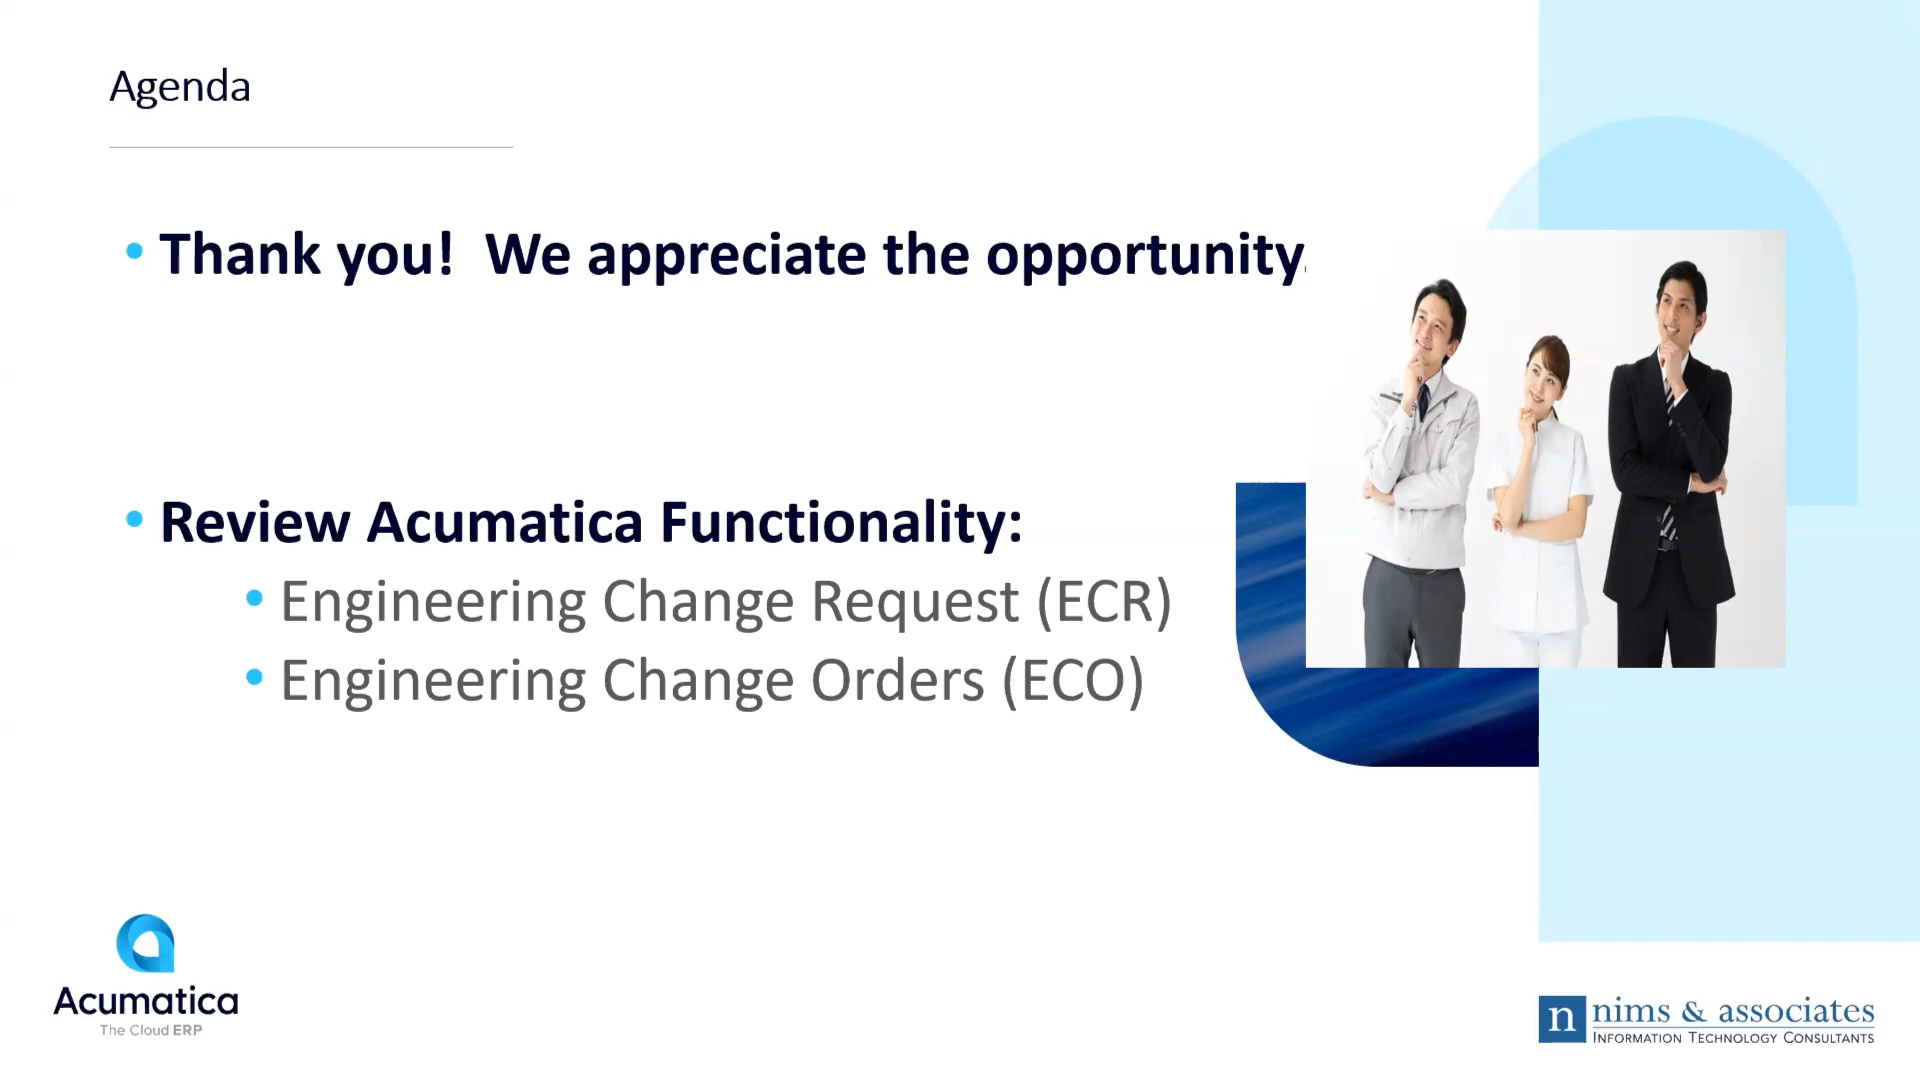 Agenda
• Thank you!  We appreciate the opportunity.
• Review Acumatica Functionality:
• Engineering Change Request (ECR)
• Engineering Change Orders (ECO)
Acumatica
The Cloud ERP
n nims & associates
INFORMATION TECHNOLOGY CONSULTANTS